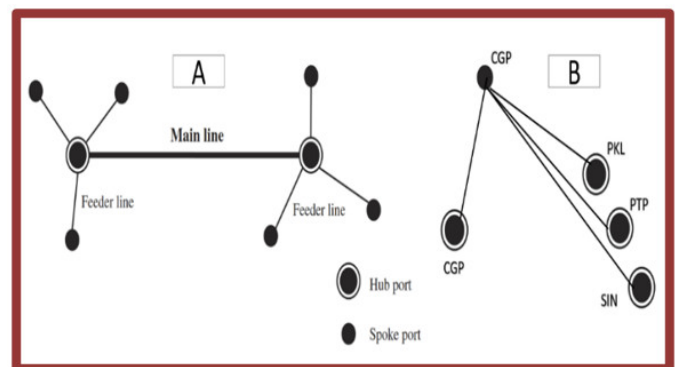 A
Main line
Feeder line
Feeder line
Hub port
Spoke port
B
CGP
PKL
PTP
CGP
SIN